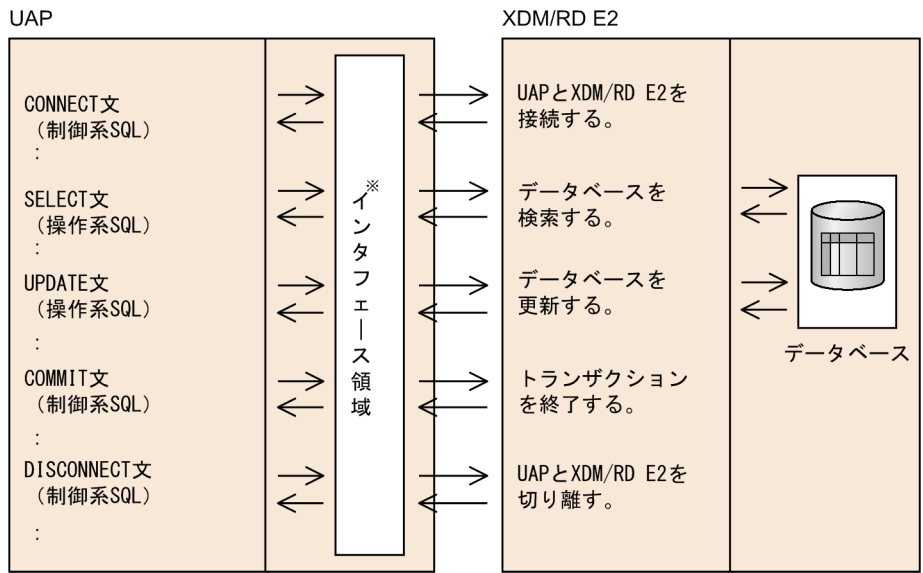 UAP
XDM/RD E2
CONNECT文
（制御系SQL）
:
SELECT文
（操作系SQL）
:
UPDATE文
（操作系SQL）
:
COMMIT文
（制御系SQL）
:
DISCONNECT文
（制御系SQL）
:
※
インタフェース領域
UAPとXDM/RD E2を
接続する。
データベースを
検索する。
データベースを
更新する。
トランザクション
を終了する。
UAPとXDM/RD E2を
切り離す。
データベース